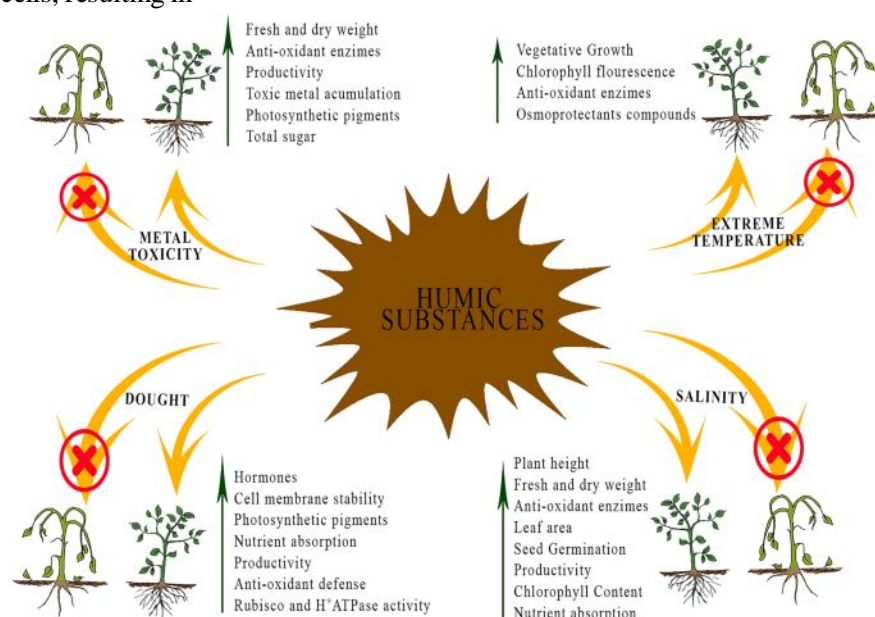 cells, resulting in
Fresh and dry weight
Anti-oxidant enzimes
Productivity
Toxic metal acumulation
Photosynthetic pigments
Total sugar
Vegetative Growth
Chlorophyll flourescence
Anti-oxidant enzimes
Osmoprotectants compounds
METAL
TOXICITY
EXTREME
TEMPERATURE
HUMIC
SUBSTANCES
DOUGHT
SALINITY
Hormones
Cell membrane stability
Photosynthetic pigments
Nutrient absorption
Productivity
Anti-oxidant defense
Rubisco and H⁺ATPase activity
Plant height
Fresh and dry weight
Anti-oxidant enzimes
Leaf area
Seed Germination
Productivity
Chlorophyll Content
Nutrient absorption